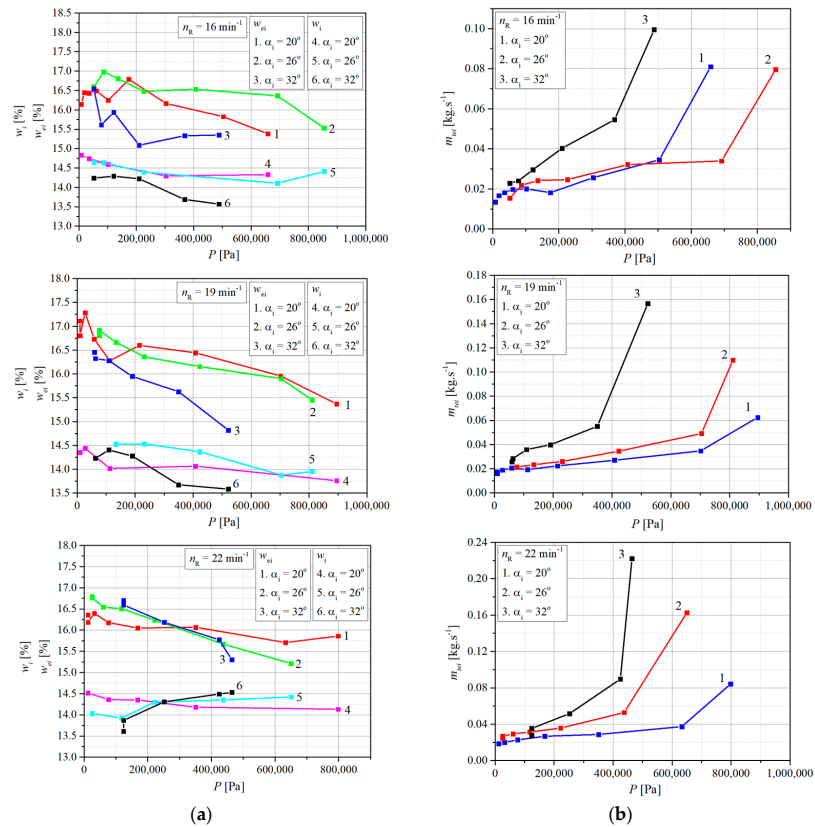 18.5
18.0
17.5
17.0
16.5
16.0
15.5
15.0
14.5
14.0
13.5
13.0
w_i [%]
w_ei [%]
n_R = 16 min⁻¹
w_ei w_i
1. α_i = 20° 4. α_i = 20°
2. α_i = 26° 5. α_i = 26°
3. α_i = 32° 6. α_i = 32°
1
2
3
4
5
6
0 200,000 400,000 600,000 800,000 1,000,000
P [Pa]
0.10
0.08
0.06
0.04
0.02
0.00
m_tel [kg.s⁻¹]
n_R = 16 min⁻¹
1. α_i = 20°
2. α_i = 26°
3. α_i = 32°
3
1
2
0 200,000 400,000 600,000 800,000 1,000,000
P [Pa]
18.0
17.5
17.0
16.5
16.0
15.5
15.0
14.5
14.0
13.5
w_i [%]
w_ei [%]
n_R = 19 min⁻¹
w_ei w_i
1. α_i = 20° 4. α_i = 20°
2. α_i = 26° 5. α_i = 26°
3. α_i = 32° 6. α_i = 32°
1
2
3
5
4
6
0 200,000 400,000 600,000 800,000 1,000,000
P [Pa]
0.18
0.16
0.14
0.12
0.10
0.08
0.06
0.04
0.02
0.00
m_tel [kg.s⁻¹]
n_R = 19 min⁻¹
1. α_i = 20°
2. α_i = 26°
3. α_i = 32°
3
2
1
0 200,000 400,000 600,000 800,000 1,000,000
P [Pa]
18.0
17.5
17.0
16.5
16.0
15.5
15.0
14.5
14.0
13.5
13.0
w_i [%]
w_ei [%]
n_R = 22 min⁻¹
w_ei w_i
1. α_i = 20° 4. α_i = 20°
2. α_i = 26° 5. α_i = 26°
3. α_i = 32° 6. α_i = 32°
1
2
3
6
5
4
0 200,000 400,000 600,000 800,000
P [Pa]
0.24
0.20
0.16
0.12
0.08
0.04
0.00
m_tel [kg.s⁻¹]
n_R = 22 min⁻¹
1. α_i = 20°
2. α_i = 26°
3. α_i = 32°
3
2
1
0 200,000 400,000 600,000 800,000 1,000,000
P [Pa]
(a) (b)